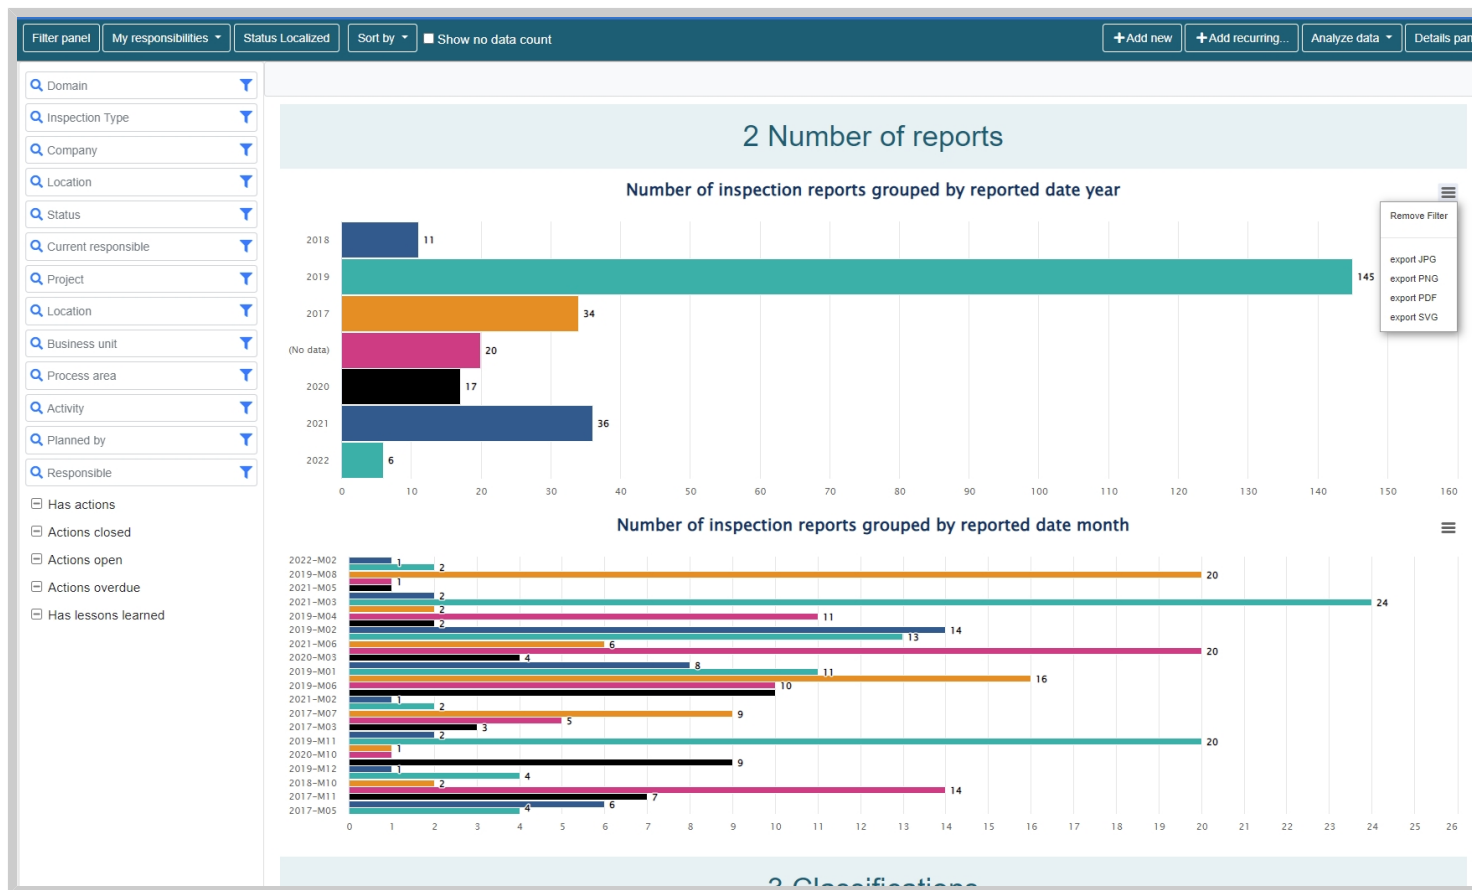 Filter panel My responsibilities Status Localized Sort by Show no data count Add new Add recurring... Analyze data Details pan
Domain
Inspection Type
Company
Location
Status
Current responsible
Project
Location
Business unit
Process area
Activity
Planned by
Responsible
Has actions
Actions closed
Actions open
Actions overdue
Has lessons learned
2 Number of reports
Number of inspection reports grouped by reported date year
Remove Filter
export JPG
export PNG
export PDF
export SVG
2018 11
2019 145
2017 34
(No data) 20
2020 17
2021 36
2022 6
0 10 20 30 40 50 60 70 80 90 100 110 120 130 140 150 160
Number of inspection reports grouped by reported date month
2022-M02 1
2
2019-M08 20
1
2021-M05
2
2021-M03 24
2
2019-M04 11
2
2019-M02 14
13
2021-M06 6
20
2020-M03 4
8
2019-M01 11
16
2019-M06 10
2021-M02 1
2
2017-M07 9
5
2017-M03 3
2
2019-M11 20
1
2020-M10
9
2019-M12 1
4
2018-M10 2
14
2017-M11 7
6
2017-M05 4
0 1 2 3 4 5 6 7 8 9 10 11 12 13 14 15 16 17 18 19 20 21 22 23 24 25 26
3 Classifications